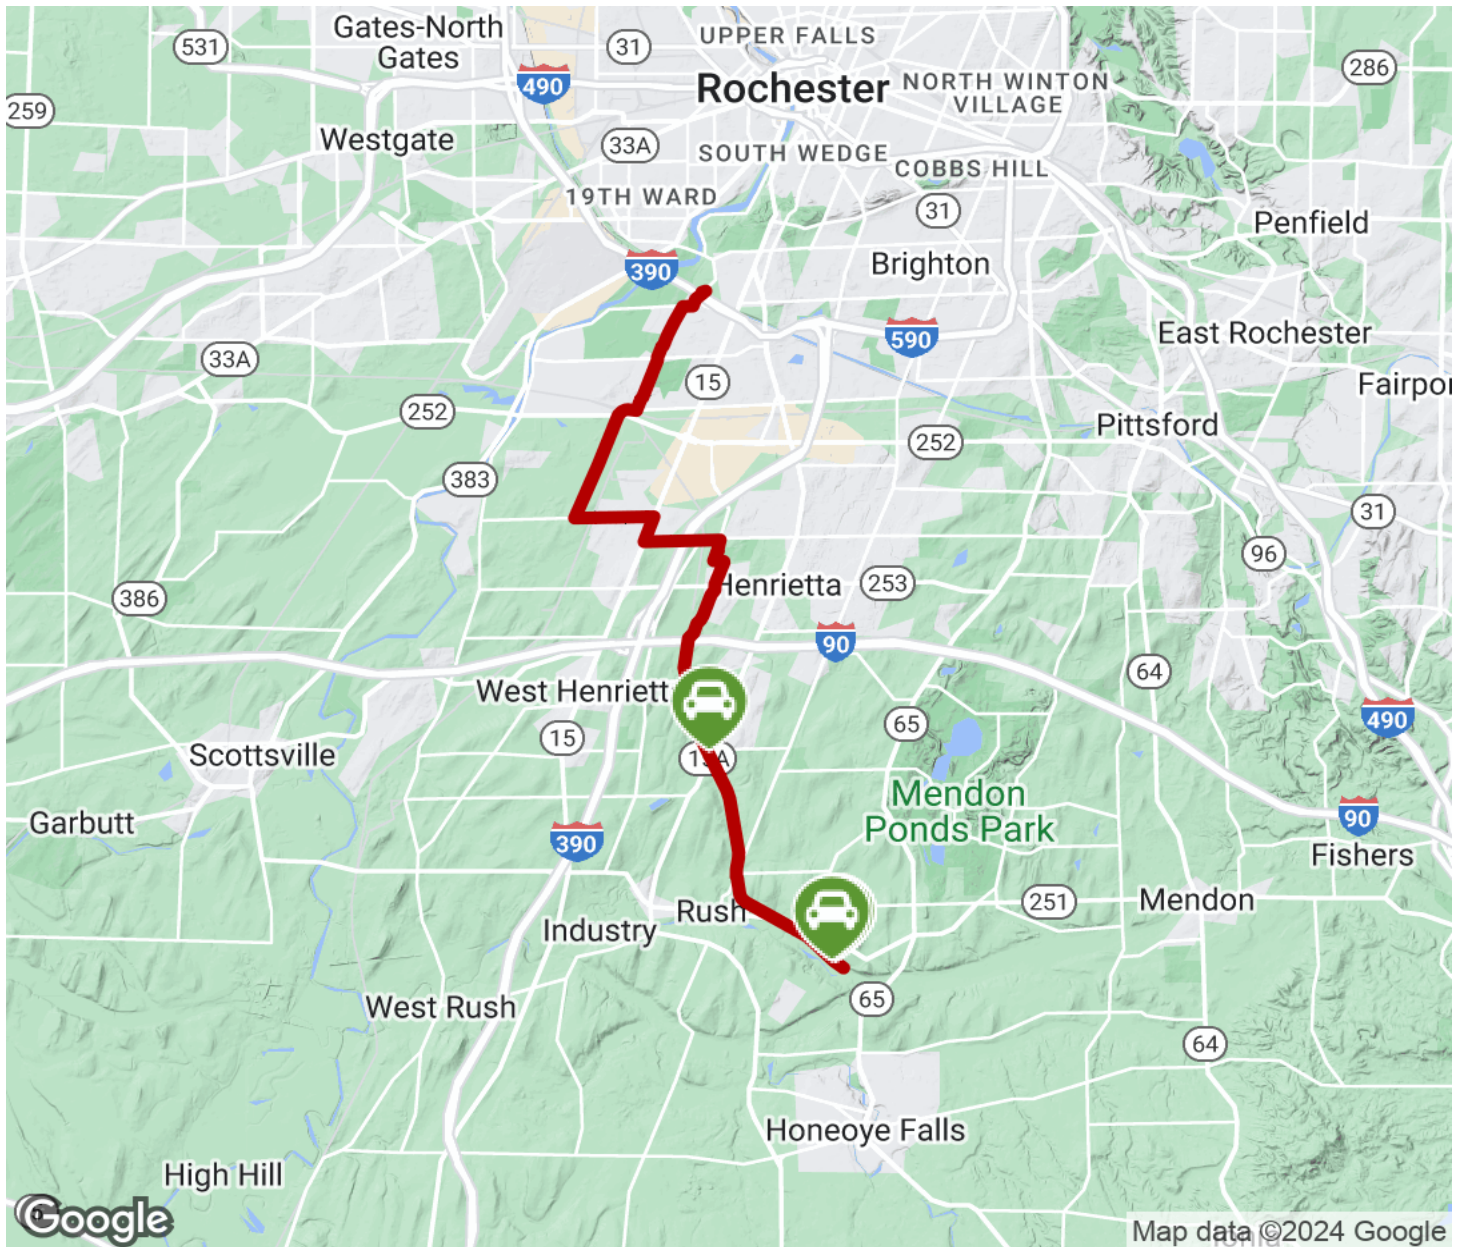 Gates-North
Gates
531
31
UPPER FALLS
490
Rochester
NORTH WINTON
VILLAGE
286
259
Westgate
33A
SOUTH WEDGE
COBBS HILL
19TH WARD
31
Penfield
390
Brighton
590
East Rochester
33A
15
Fairpor
252
Pittsford
252
383
31
96
386
Henrietta
253
90
64
West Henriett
65
490
15
Scottsville
15A
Mendon
Ponds Park
Garbutt
390
90
Fishers
Rush
251
Mendon
Industry
West Rush
65
64
Honeoye Falls
High Hill
Google
Map data ©2024 Google